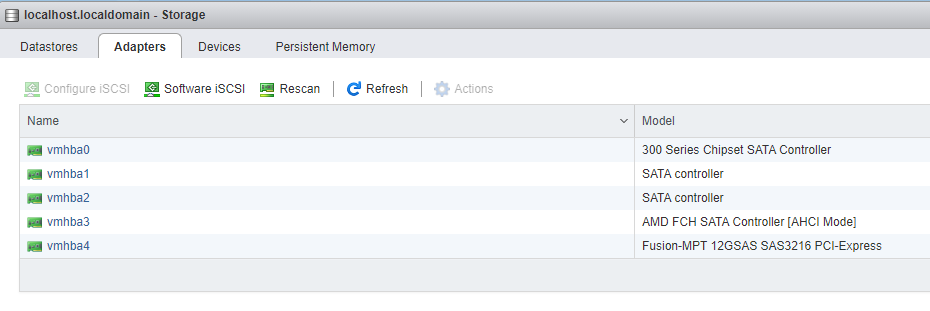 localhost.localdomain - Storage
Datastores Adapters Devices Persistent Memory
Configure iSCSI Software iSCSI Rescan Refresh Actions
Name Model
vmhba0 300 Series Chipset SATA Controller
vmhba1 SATA controller
vmhba2 SATA controller
vmhba3 AMD FCH SATA Controller [AHCI Mode]
vmhba4 Fusion-MPT 12GSAS SAS3216 PCI-Express